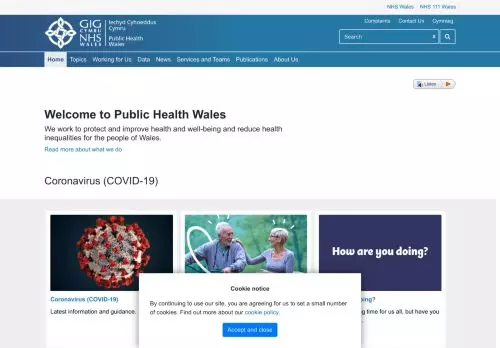 NHS Wales NHS 111 Wales
GIG
CYMRU
NHS
WALES
Iechyd Cyhoeddus
Cymru
Public Health
Wales
Complaints Contact Us Cymraeg
Search x
Home Topics Working for Us Data News Services and Teams Publications About Us
Listen
Welcome to Public Health Wales
We work to protect and improve health and well-being and reduce health
inequalities for the people of Wales.
Read more about what we do
Coronavirus (COVID-19)
How are you doing?
Coronavirus (COVID-19)
Latest information and guidance.
ing?
ng time for us all, but have you
Cookie notice
By continuing to use our site, you are agreeing for us to set a small number
of cookies. Find out more about our cookie policy.
Accept and close